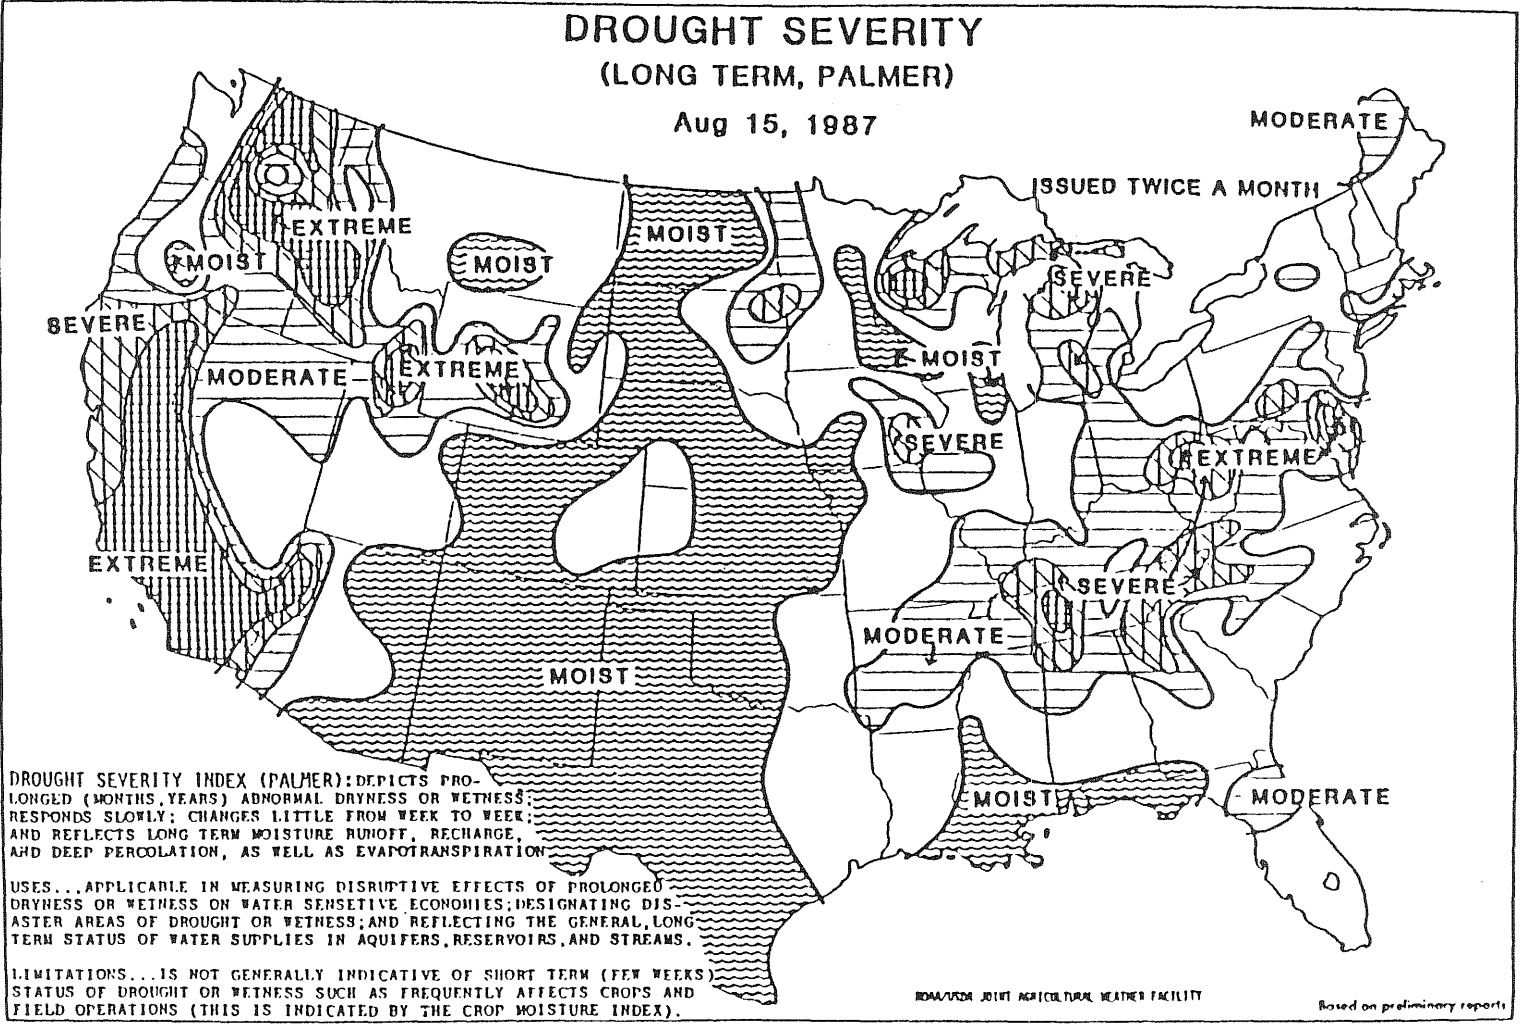 DROUGHT SEVERITY
(LONG TERM, PALMER)
Aug 15, 1987
MODERATE
ISSUED TWICE A MONTH
EXTREME
MOIST
MOIST
MOIST
SEVERE
SEVERE
MOIST
MODERATE
EXTREME
SEVERE
EXTREME
EXTREME
SEVERE
MODERATE
MOIST
MOIST
MODERATE
DROUGHT SEVERITY INDEX (PALMER): DEPICTS PRO-
LONGED (MONTHS, YEARS) ABNORMAL DRYNESS OR WETNESS;
RESPONDS SLOWLY; CHANGES LITTLE FROM WEEK TO WEEK;
AND REFLECTS LONG TERM MOISTURE RUNOFF, RECHARGE,
AND DEEP PERCOLATION, AS WELL AS EVAPOTRANSPIRATION
USES...APPLICABLE IN MEASURING DISRUPTIVE EFFECTS OF PROLONGED
DRYNESS OR WETNESS ON WATER SENSETIVE ECONOMIES; DESIGNATING DIS-
ASTER AREAS OF DROUGHT OR WETNESS; AND REFLECTING THE GENERAL, LONG
TERM STATUS OF WATER SUPPLIES IN AQUIFERS, RESERVOIRS, AND STREAMS.
LIMITATIONS...IS NOT GENERALLY INDICATIVE OF SHORT TERM (FEW WEEKS)
STATUS OF DROUGHT OR WETNESS SUCH AS FREQUENTLY AFFECTS CROPS AND
FIELD OPERATIONS (THIS IS INDICATED BY THE CROP MOISTURE INDEX).
NOAA/USDA JOINT AGRICULTURAL WEATHER FACILITY
Based on preliminary reports